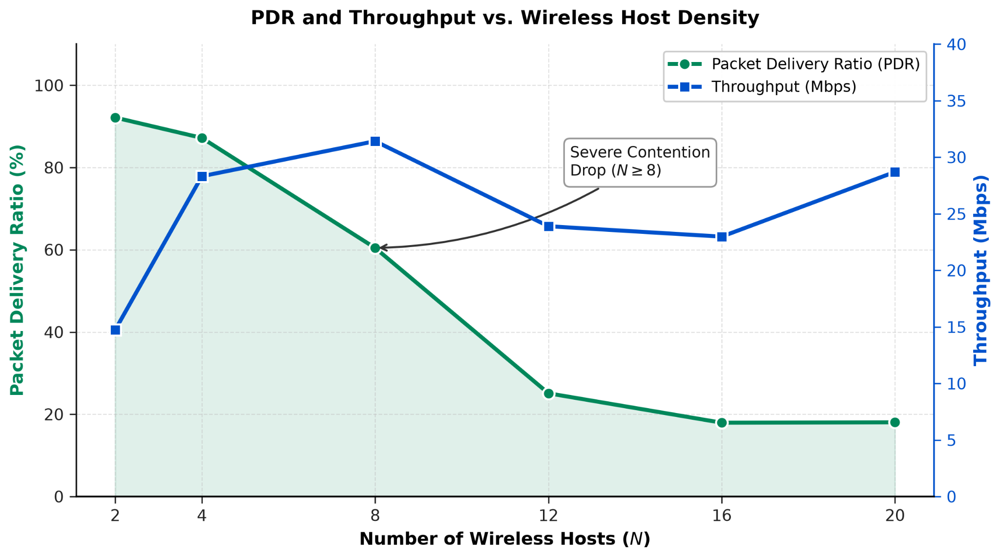 PDR and Throughput vs. Wireless Host Density
Packet Delivery Ratio (PDR)
Throughput (Mbps)
Severe Contention
Drop (N ≥ 8)
Packet Delivery Ratio (%)
100
80
60
40
20
0
40
35
30
25
20
15
10
5
0
Throughput (Mbps)
2 4 8 12 16 20
Number of Wireless Hosts (N)